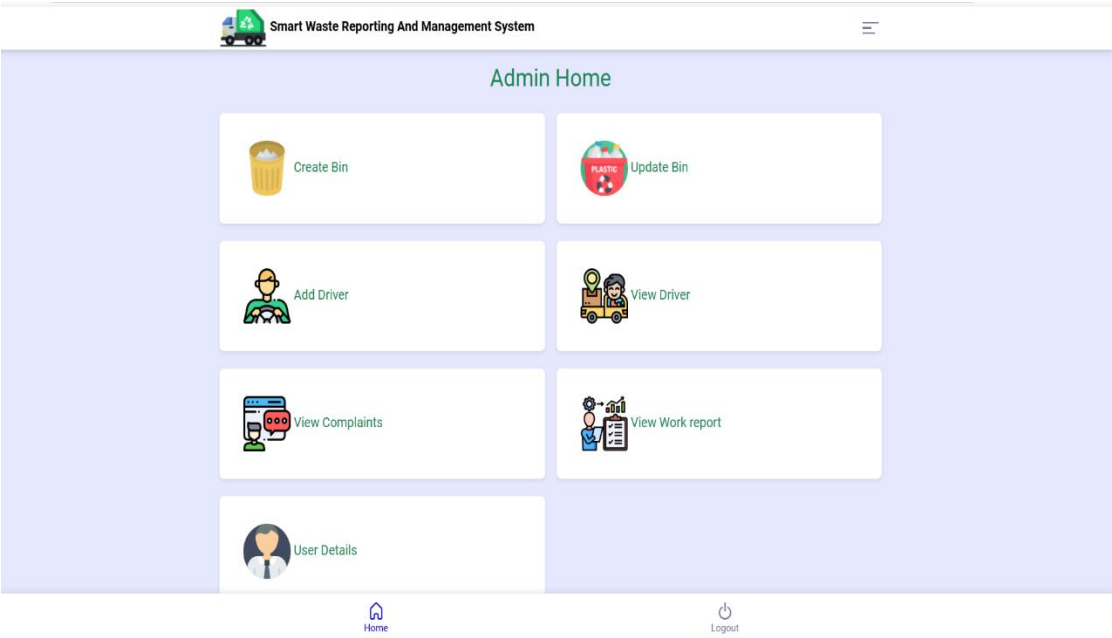 Smart Waste Reporting And Management System
Admin Home
Create Bin
PLASTIC
Update Bin
Add Driver
View Driver
View Complaints
View Work report
User Details
Home
Logout